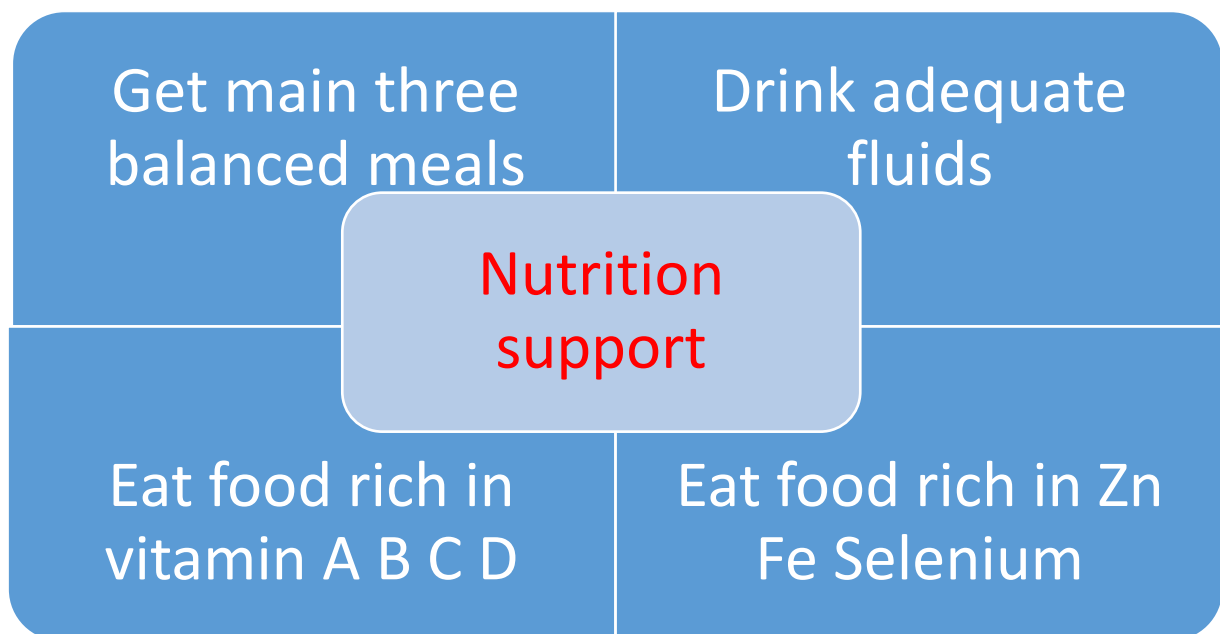 Get main three
balanced meals
Drink adequate
fluids
Nutrition
support
Eat food rich in
vitamin A B C D
Eat food rich in Zn
Fe Selenium